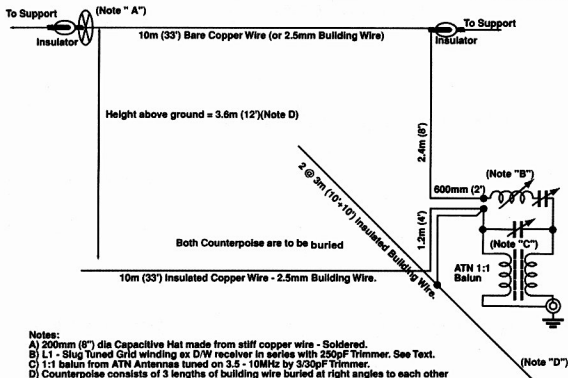 To Support
(Note " A")
Insulator
10m (33') Bare Copper Wire (or 2.5mm Building Wire)
To Support
Insulator
Height above ground = 3.6m (12')(Note D)
2.4m (8')
2 @ 3m (10'+10') Insulated Building Wire.
600mm (2')
(Note "B")
1.2m (4')
(Note "C")
ATN 1:1
Balun
Both Counterpoise are to be buried
10m (33') Insulated Copper Wire - 2.5mm Building Wire.
(Note "D")
Notes:
A) 200mm (8") dia Capacitive Hat made from stiff copper wire - Soldered.
B) L1 - Slug Tuned Grid winding ex D/W receiver in series with 250pF Trimmer. See Text.
C) 1:1 balun from ATN Antennas tuned on 3.5 - 10MHz by 3/30pF Trimmer.
D) Counterpoise consists of 3 lengths of building wire buried at right angles to each other